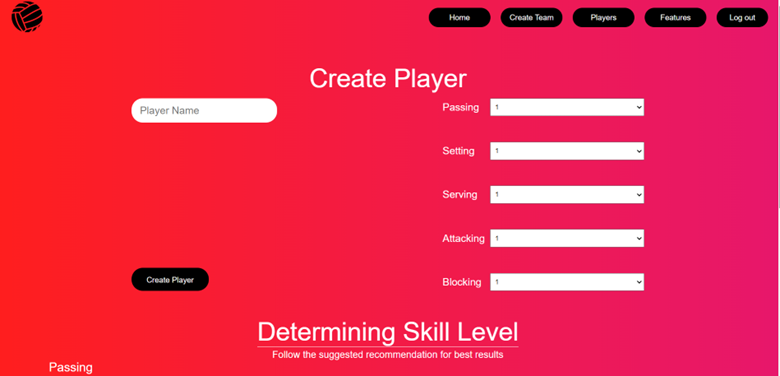 Home Create Team Players Features Log out
Create Player
Player Name
Passing 1
Setting 1
Serving 1
Attacking 1
Blocking 1
Create Player
Determining Skill Level
Follow the suggested recommendation for best results
Passing